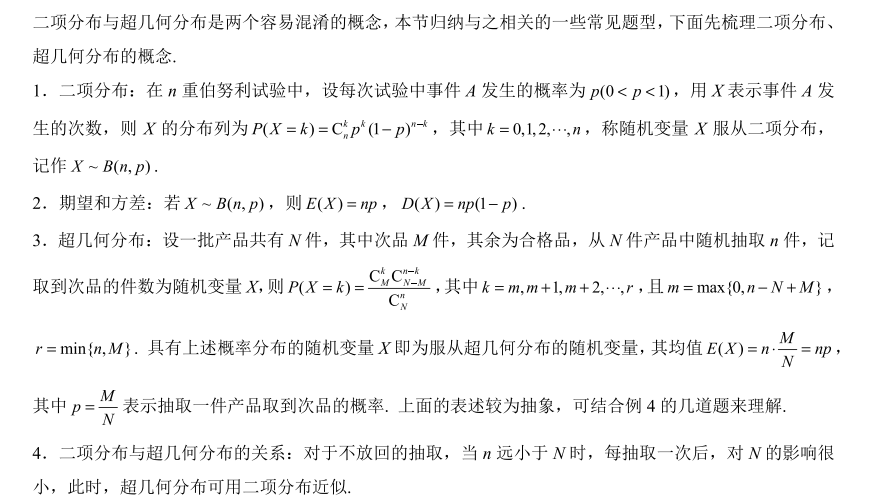 二项分布与超几何分布是两个容易混淆的概念，本节归纳与之相关的一些常见题型，下面先梳理二项分布、
超几何分布的概念.
1．二项分布：在 n 重伯努利试验中，设每次试验中事件 A 发生的概率为 p(0 < p < 1)，用 X 表示事件 A 发
生的次数，则 X 的分布列为 P(X = k) = C_n^k p^k (1 − p)^{n−k}，其中 k = 0,1,2,⋯,n，称随机变量 X 服从二项分布，
记作 X ~ B(n, p)．
2．期望和方差：若 X ~ B(n, p)，则 E(X) = np，D(X) = np(1 − p)．
3．超几何分布：设一批产品共有 N 件，其中次品 M 件，其余为合格品，从 N 件产品中随机抽取 n 件，记
取到次品的件数为随机变量 X，则 P(X = k) = \frac{C_M^k C_{N−M}^{n−k}}{C_N^n}，其中 k = m, m + 1, m + 2,⋯, r，且 m = max{0, n − N + M}，
r = min{n, M}．具有上述概率分布的随机变量 X 即为服从超几何分布的随机变量，其均值 E(X) = n · \frac{M}{N} = np，
其中 p = \frac{M}{N} 表示抽取一件产品取到次品的概率. 上面的表述较为抽象，可结合例 4 的几道题来理解.
4．二项分布与超几何分布的关系：对于不放回的抽取，当 n 远小于 N 时，每抽取一次后，对 N 的影响很
小，此时，超几何分布可用二项分布近似.